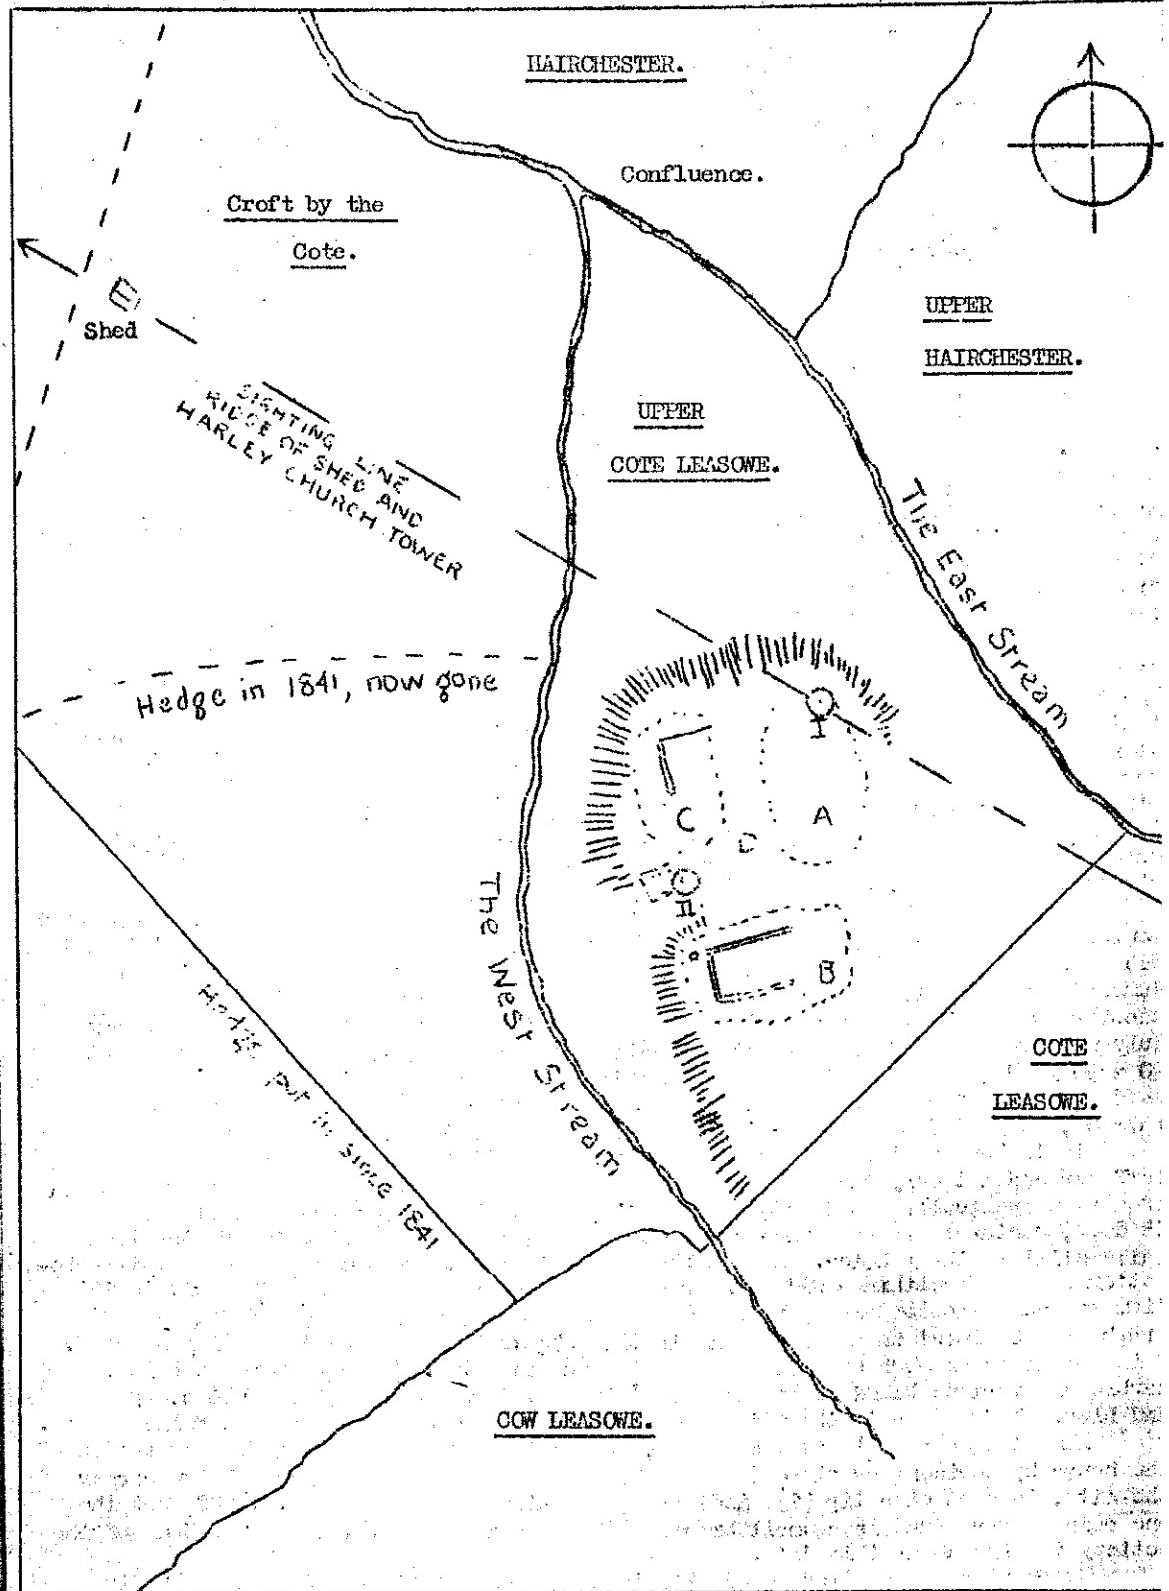 HAIRCHESTER.
Confluence.
Croft by the
Cote.
Shed
UPPER
HAIRCHESTER.
SIGHTING LINE
RIDGE OF SHED AND
HARLEY CHURCH TOWER
UPPER
COTE LEASOWE.
The East Stream
Hedge in 1841, now gone
I
C
A
D
II
B
The West Stream
Hedge put in since 1841
COTE
LEASOWE.
COW LEASOWE.